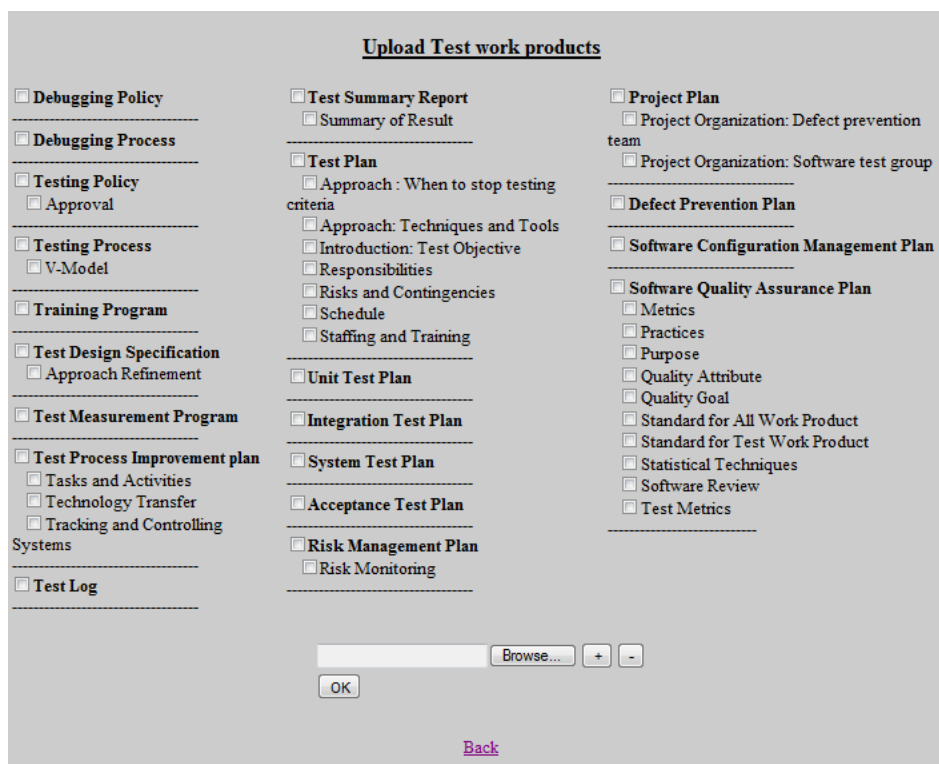 Upload Test work products
Debugging Policy
-----------------------------------
Debugging Process
-----------------------------------
Testing Policy
Approval
-----------------------------------
Testing Process
V-Model
-----------------------------------
Training Program
-----------------------------------
Test Design Specification
Approach Refinement
-----------------------------------
Test Measurement Program
-----------------------------------
Test Process Improvement plan
Tasks and Activities
Technology Transfer
Tracking and Controlling
Systems
-----------------------------------
Test Log
-----------------------------------
Test Summary Report
Summary of Result
-----------------------------------
Test Plan
Approach : When to stop testing
criteria
Approach: Techniques and Tools
Introduction: Test Objective
Responsibilities
Risks and Contingencies
Schedule
Staffing and Training
-----------------------------------
Unit Test Plan
-----------------------------------
Integration Test Plan
-----------------------------------
System Test Plan
-----------------------------------
Acceptance Test Plan
-----------------------------------
Risk Management Plan
Risk Monitoring
-----------------------------------
Project Plan
Project Organization: Defect prevention
team
Project Organization: Software test group
-----------------------------------
Defect Prevention Plan
-----------------------------------
Software Configuration Management Plan
-----------------------------------
Software Quality Assurance Plan
Metrics
Practices
Purpose
Quality Attribute
Quality Goal
Standard for All Work Product
Standard for Test Work Product
Statistical Techniques
Software Review
Test Metrics
----------------------------
Browse... + -
OK
Back